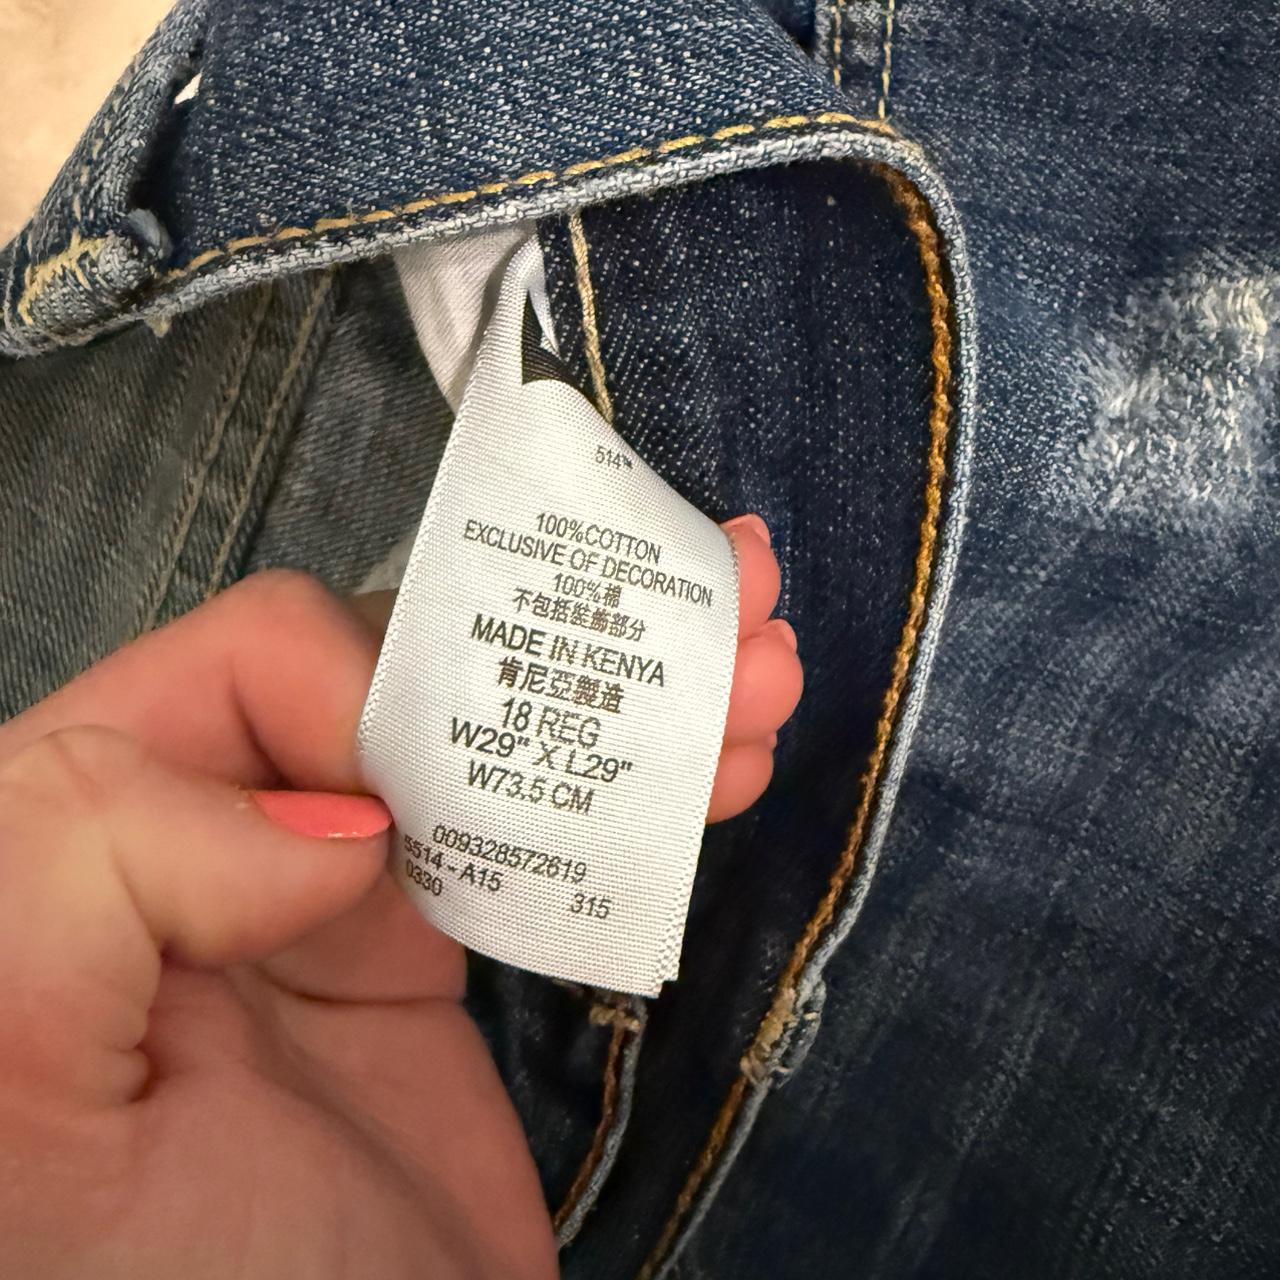 514™
100%COTTON
EXCLUSIVE OF DECORATION
100%棉
不包括裝飾部分
MADE IN KENYA
肯尼亞製造
18 REG
W29" X L29"
W73.5 CM
009328572619
5514 - A15
0330 315